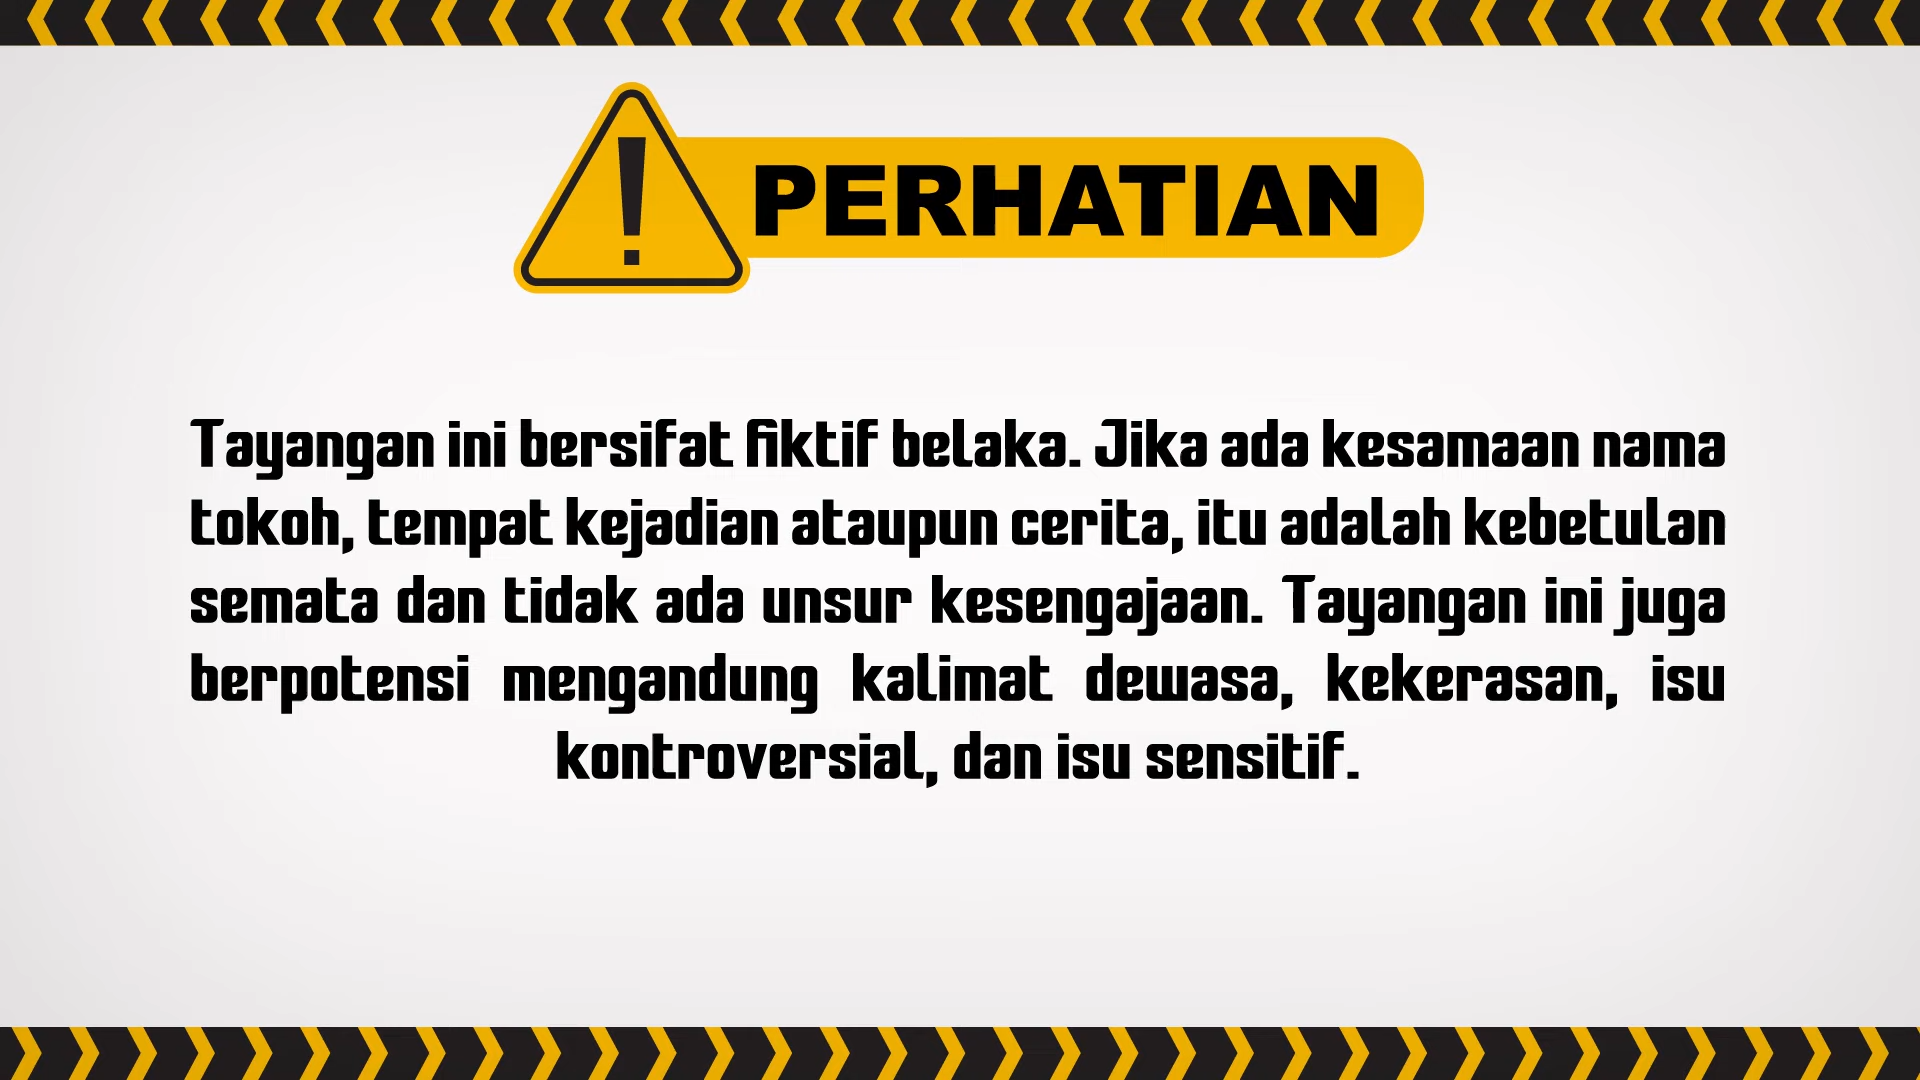 PERHATIAN
Tayangan ini bersifat fiktif belaka. Jika ada kesamaan nama
tokoh, tempat kejadian ataupun cerita, itu adalah kebetulan
semata dan tidak ada unsur kesengajaan. Tayangan ini juga
berpotensi mengandung kalimat dewasa, kekerasan, isu
kontroversial, dan isu sensitif.